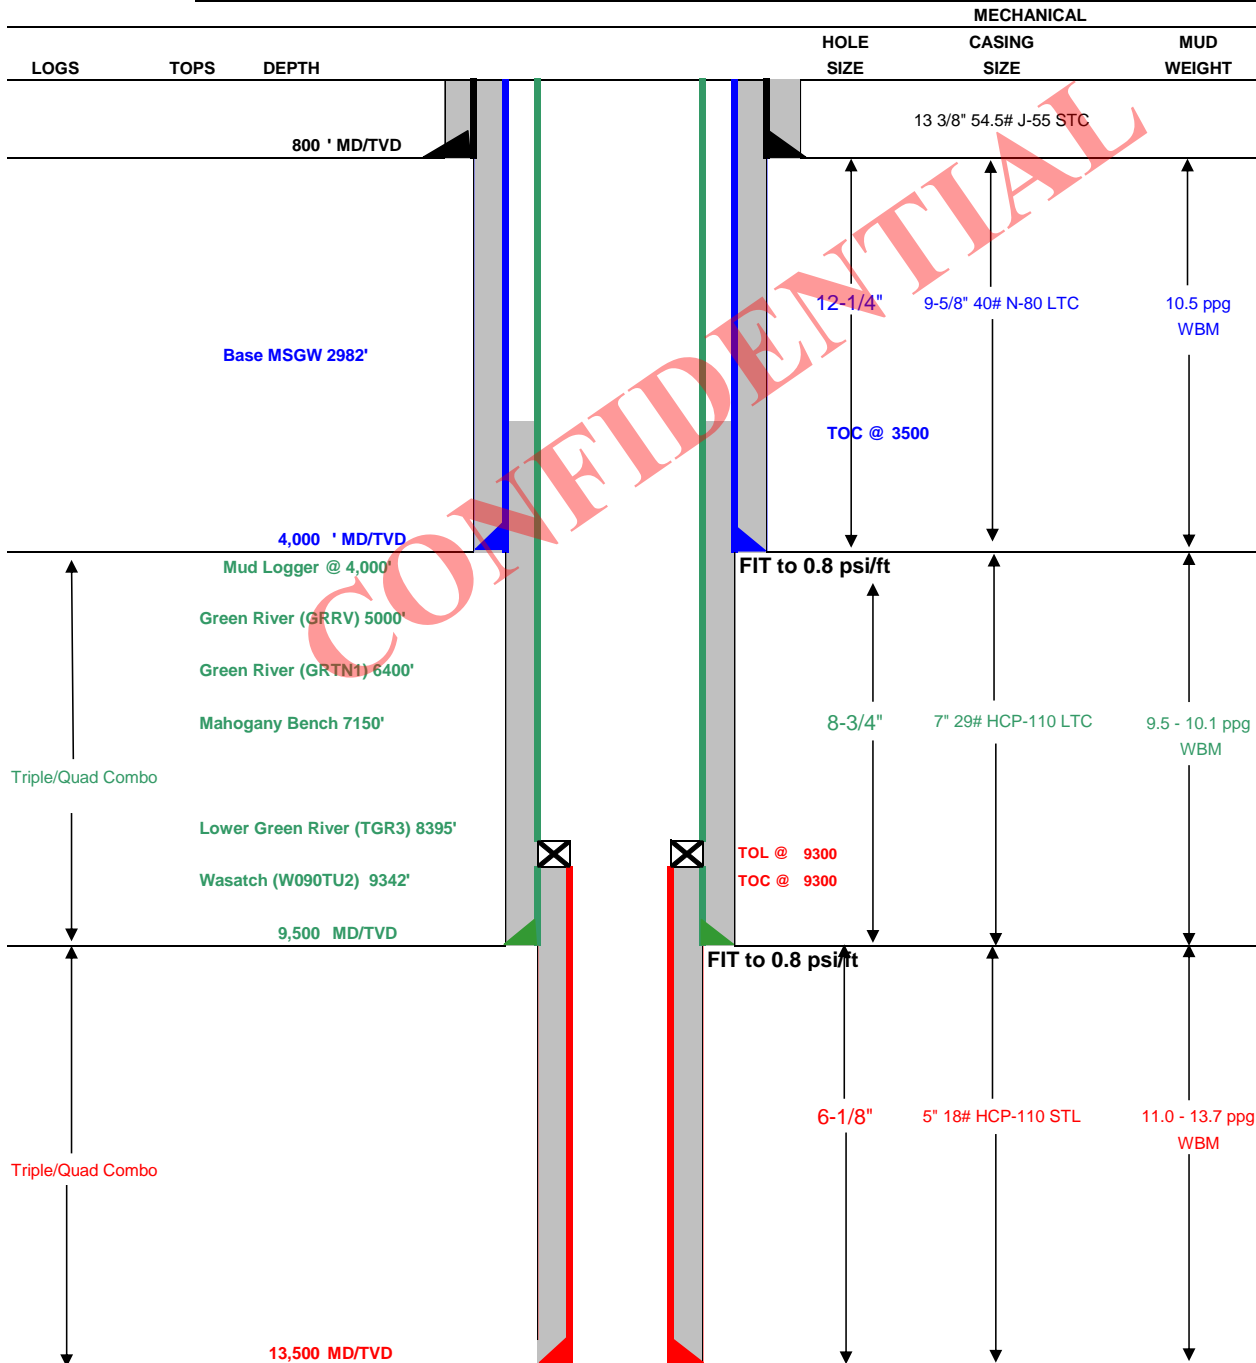 MECHANICAL
HOLE CASING MUD
LOGS TOPS DEPTH SIZE SIZE WEIGHT
13 3/8" 54.5# J-55 STC
800 ' MD/TVD
12-1/4" 9-5/8" 40# N-80 LTC 10.5 ppg
WBM
Base MSGW 2982'
TOC @ 3500
4,000 ' MD/TVD
Mud Logger @ 4,000' FIT to 0.8 psi/ft
Green River (GRRV) 5000'
Green River (GRTN1) 6400'
Mahogany Bench 7150' 8-3/4" 7" 29# HCP-110 LTC 9.5 - 10.1 ppg
WBM
Triple/Quad Combo
Lower Green River (TGR3) 8395'
TOL @ 9300
Wasatch (W090TU2) 9342' TOC @ 9300
9,500 MD/TVD
FIT to 0.8 psi/ft
6-1/8" 5" 18# HCP-110 STL 11.0 - 13.7 ppg
WBM
Triple/Quad Combo
13,500 MD/TVD
CONFIDENTIAL